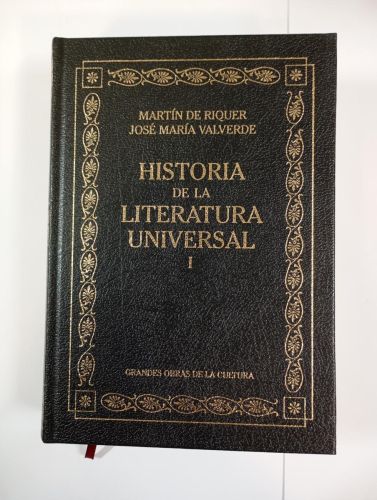 MARTÍN DE RIQUER
JOSÉ MARÍA VALVERDE
HISTORIA
DE LA
LITERATURA
UNIVERSAL
I
GRANDES OBRAS DE LA CULTURA